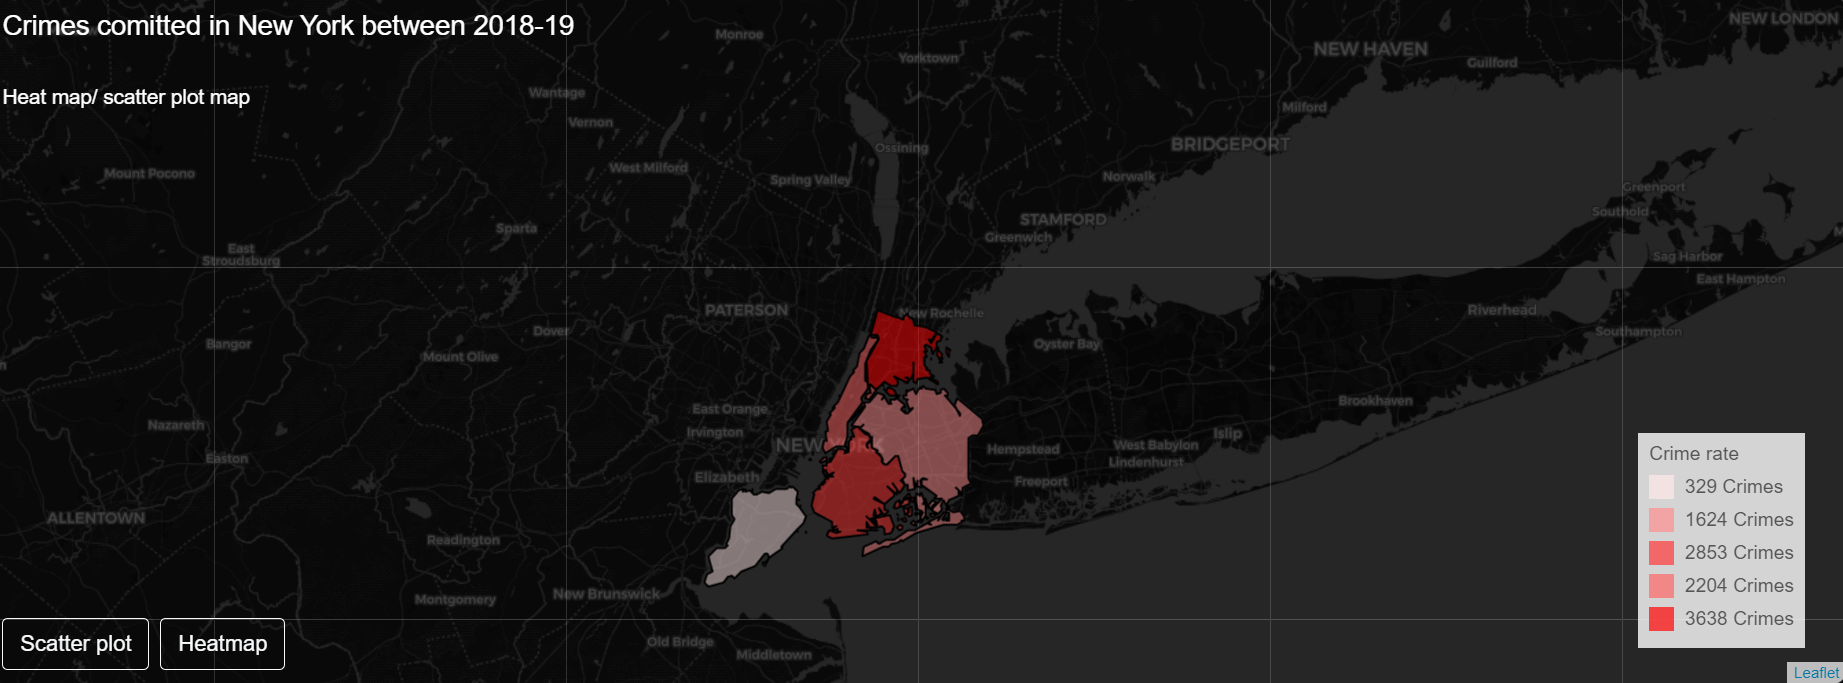 Crimes comitted in New York between 2018-19
Heat map/ scatter plot map
NEW LONDON
Monroe
NEW HAVEN
Yorktown
Guilford
Wantage
Milford
Vernon
BRIDGEPORT
Ossining
West Milford
Mount Pocono
Spring Valley
Norwalk
Greenport
Southold
STAMFORD
Sparta
Greenwich
East
Stroudsburg
Sag Harbor
East Hampton
PATERSON
New Rochelle
Riverhead
Dover
Southampton
Bangor
Oyster Bay
Mount Olive
Brookhaven
East Orange
Nazareth
Irvington
Islip
NEW YORK
Hempstead
West Babylon
Easton
Lindenhurst
Elizabeth
Freeport
ALLENTOWN
Readington
Montgomery
New Brunswick
Old Bridge
Middletown
Crime rate
329 Crimes
1624 Crimes
2853 Crimes
2204 Crimes
3638 Crimes
Scatter plot
Heatmap
Leaflet